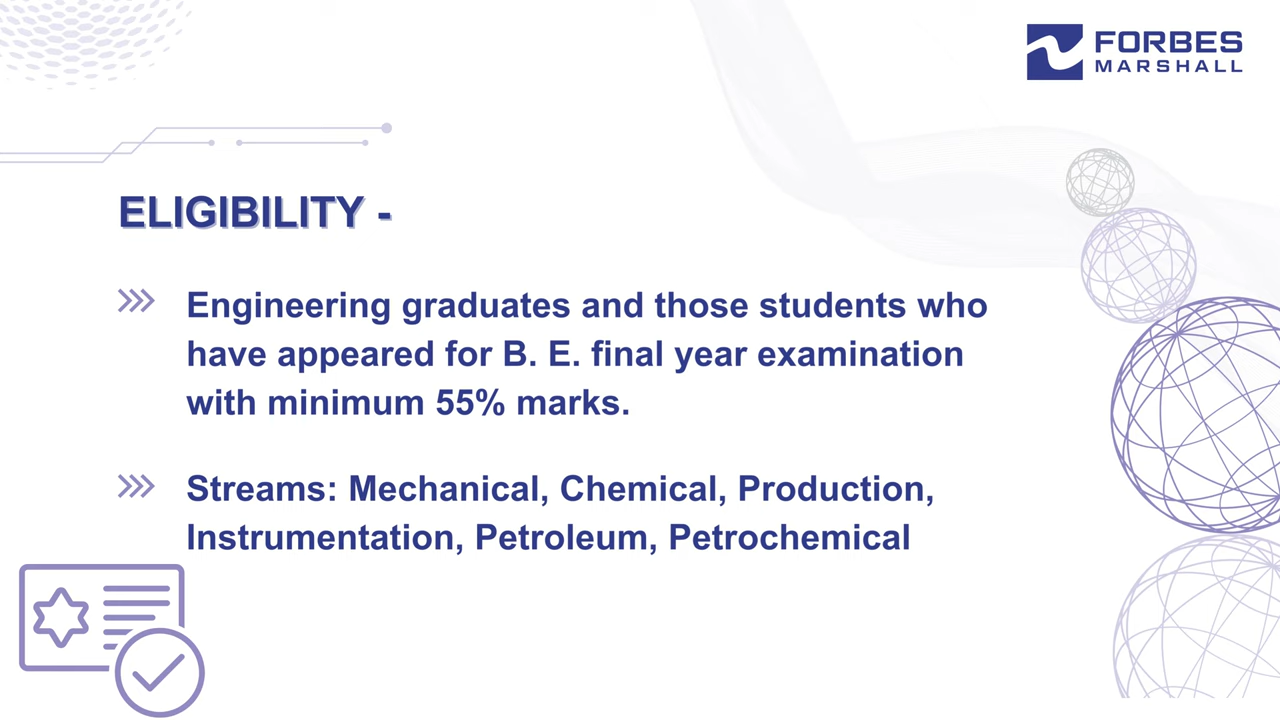 FORBES
MARSHALL
ELIGIBILITY -
Engineering graduates and those students who
have appeared for B. E. final year examination
with minimum 55% marks.
Streams: Mechanical, Chemical, Production,
Instrumentation, Petroleum, Petrochemical